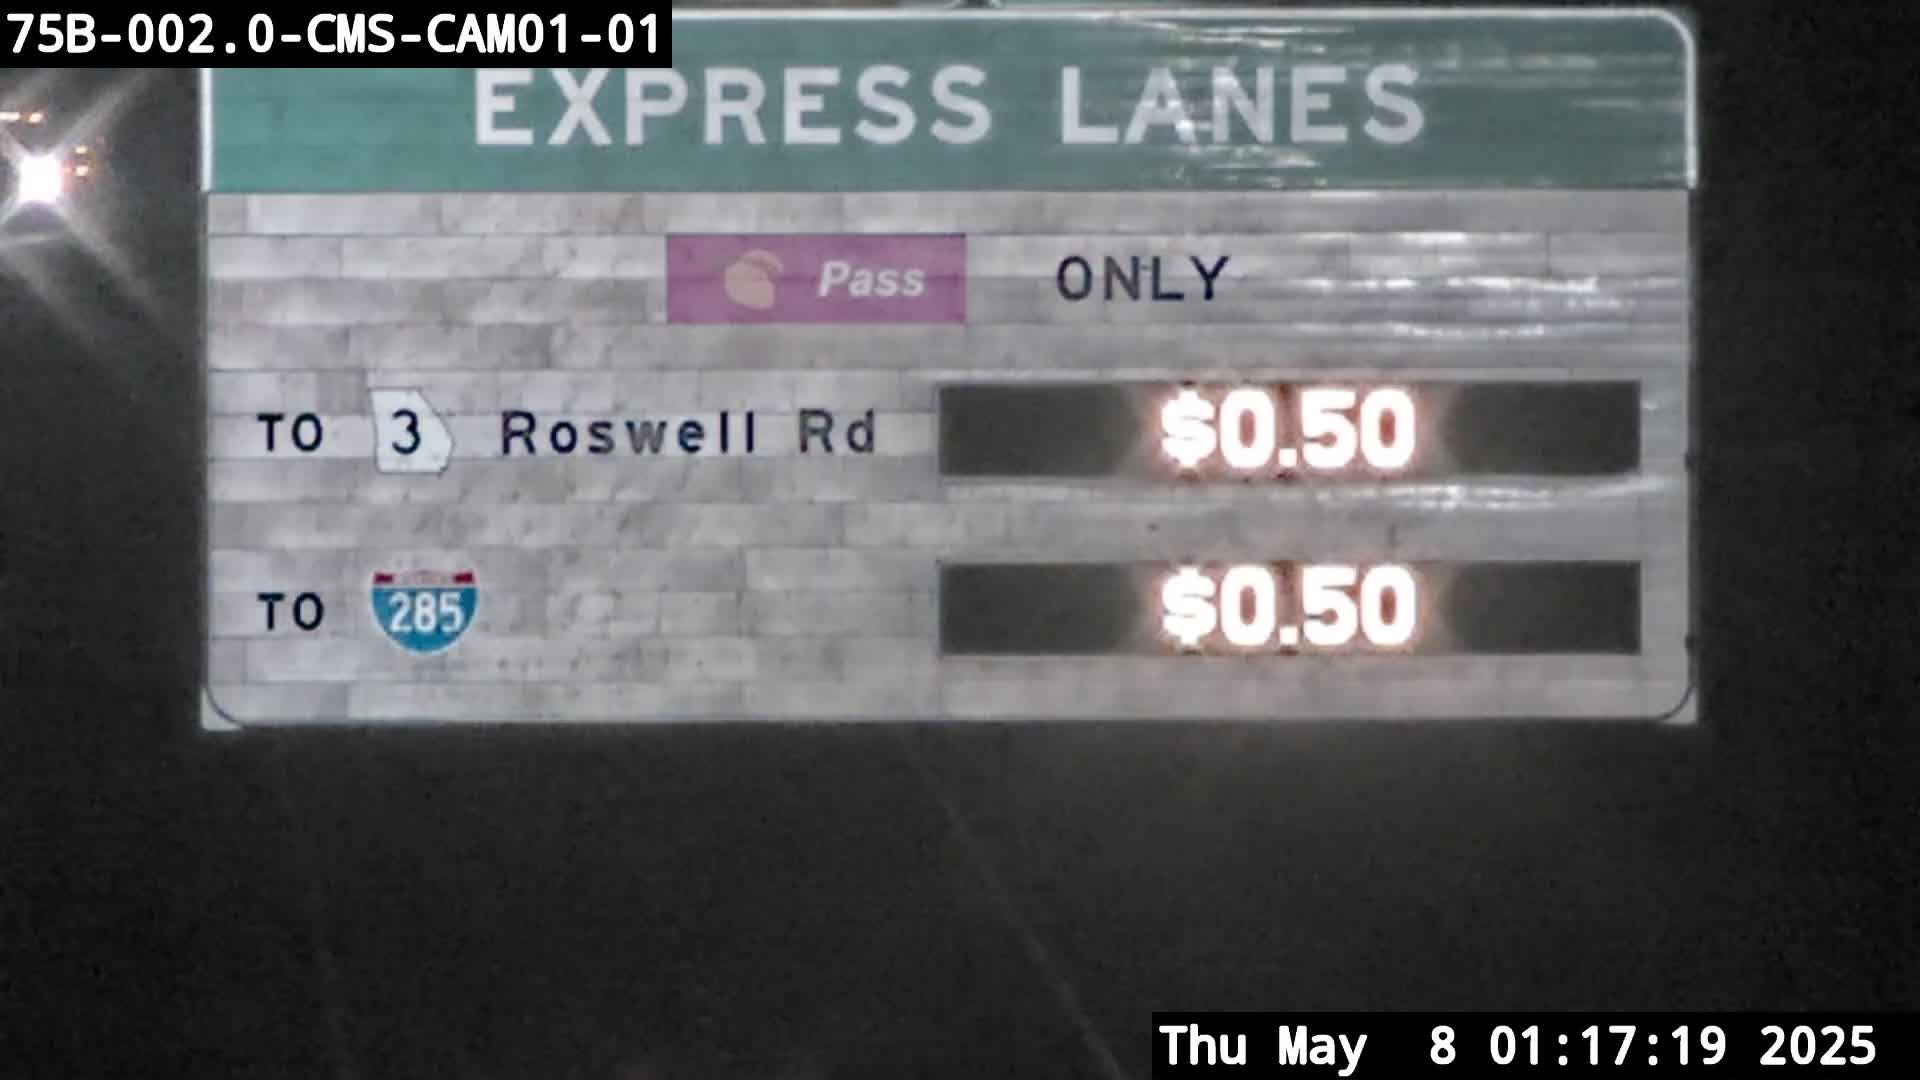 75B-002.0-CMS-CAM01-01
EXPRESS LANES
Pass ONLY
TO 3 Roswell Rd $0.50
TO 285 $0.50
Thu May 8 01:17:19 2025